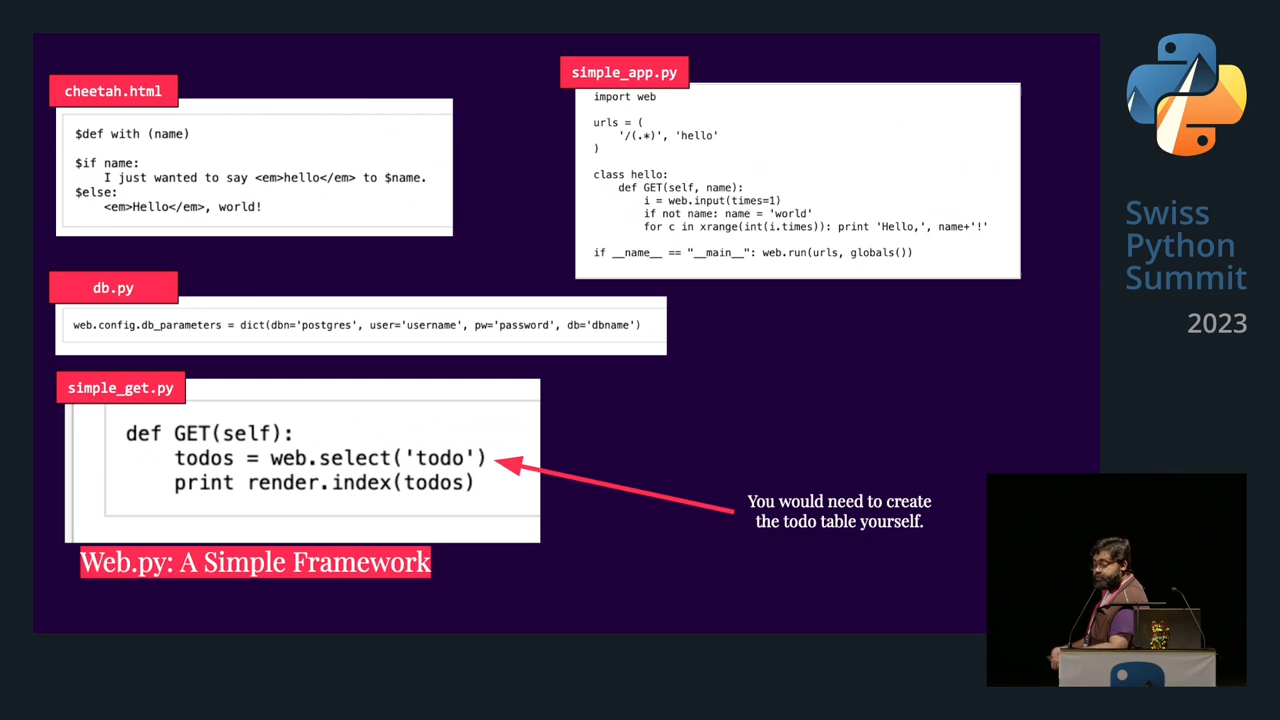 cheetah.html
$def with (name)
$if name:
    I just wanted to say <em>hello</em> to $name.
$else:
    <em>Hello</em>, world!
simple_app.py
import web
urls = (
    '/(.*)', 'hello'
)
class hello:
    def GET(self, name):
        i = web.input(times=1)
        if not name: name = 'world'
        for c in xrange(int(i.times)): print 'Hello,', name+'!'
if __name__ == "__main__": web.run(urls, globals())
db.py
web.config.db_parameters = dict(dbn='postgres', user='username', pw='password', db='dbname')
simple_get.py
def GET(self):
    todos = web.select('todo')
    print render.index(todos)
You would need to create
the todo table yourself.
Web.py: A Simple Framework
Swiss
Python
Summit
2023